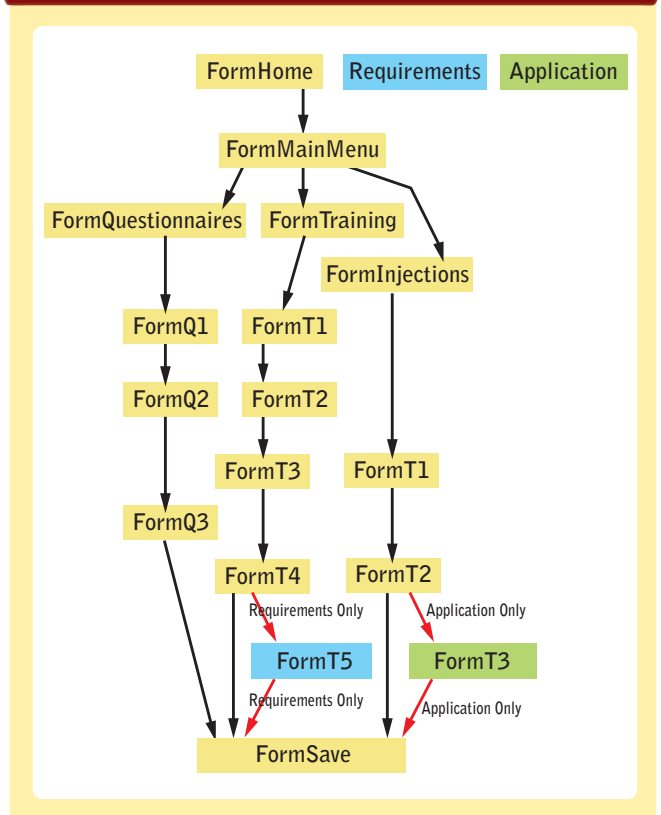 FormHome
Requirements
Application
FormMainMenu
FormQuestionnaires
FormTraining
FormInjections
FormQ1
FormT1
FormQ2
FormT2
FormT3
FormT1
FormQ3
FormT4
FormT2
Requirements Only
Application Only
FormT5
FormT3
Requirements Only
Application Only
FormSave